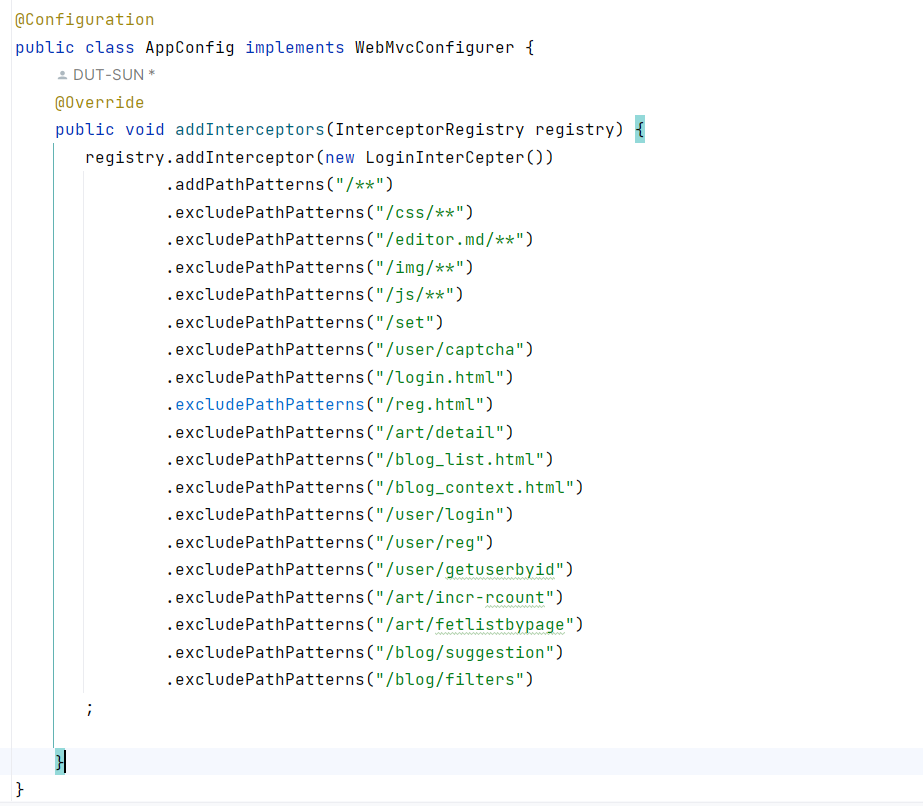 @Configuration
public class AppConfig implements WebMvcConfigurer {
DUT-SUN *
@Override
public void addInterceptors(InterceptorRegistry registry) {
registry.addInterceptor(new LoginInterCepter())
.addPathPatterns("/**")
.excludePathPatterns("/css/**")
.excludePathPatterns("/editor.md/**")
.excludePathPatterns("/img/**")
.excludePathPatterns("/js/**")
.excludePathPatterns("/set")
.excludePathPatterns("/user/captcha")
.excludePathPatterns("/login.html")
.excludePathPatterns("/reg.html")
.excludePathPatterns("/art/detail")
.excludePathPatterns("/blog_list.html")
.excludePathPatterns("/blog_context.html")
.excludePathPatterns("/user/login")
.excludePathPatterns("/user/reg")
.excludePathPatterns("/user/getuserbyid")
.excludePathPatterns("/art/incr-rcount")
.excludePathPatterns("/art/fetlistbypage")
.excludePathPatterns("/blog/suggestion")
.excludePathPatterns("/blog/filters")
;
}
}